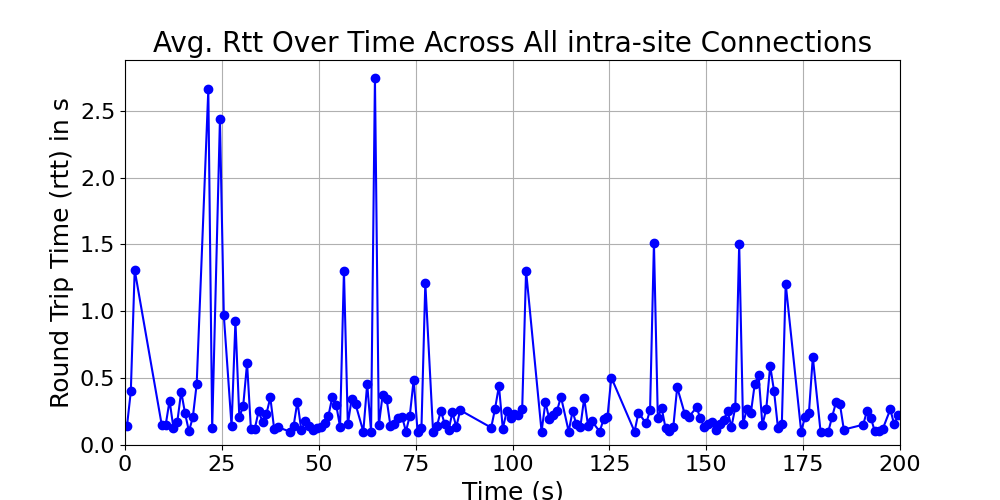 Avg. Rtt Over Time Across All intra-site Connections
Round Trip Time (rtt) in s
2.5
2.0
1.5
1.0
0.5
0.0
0 25 50 75 100 125 150 175 200
Time (s)